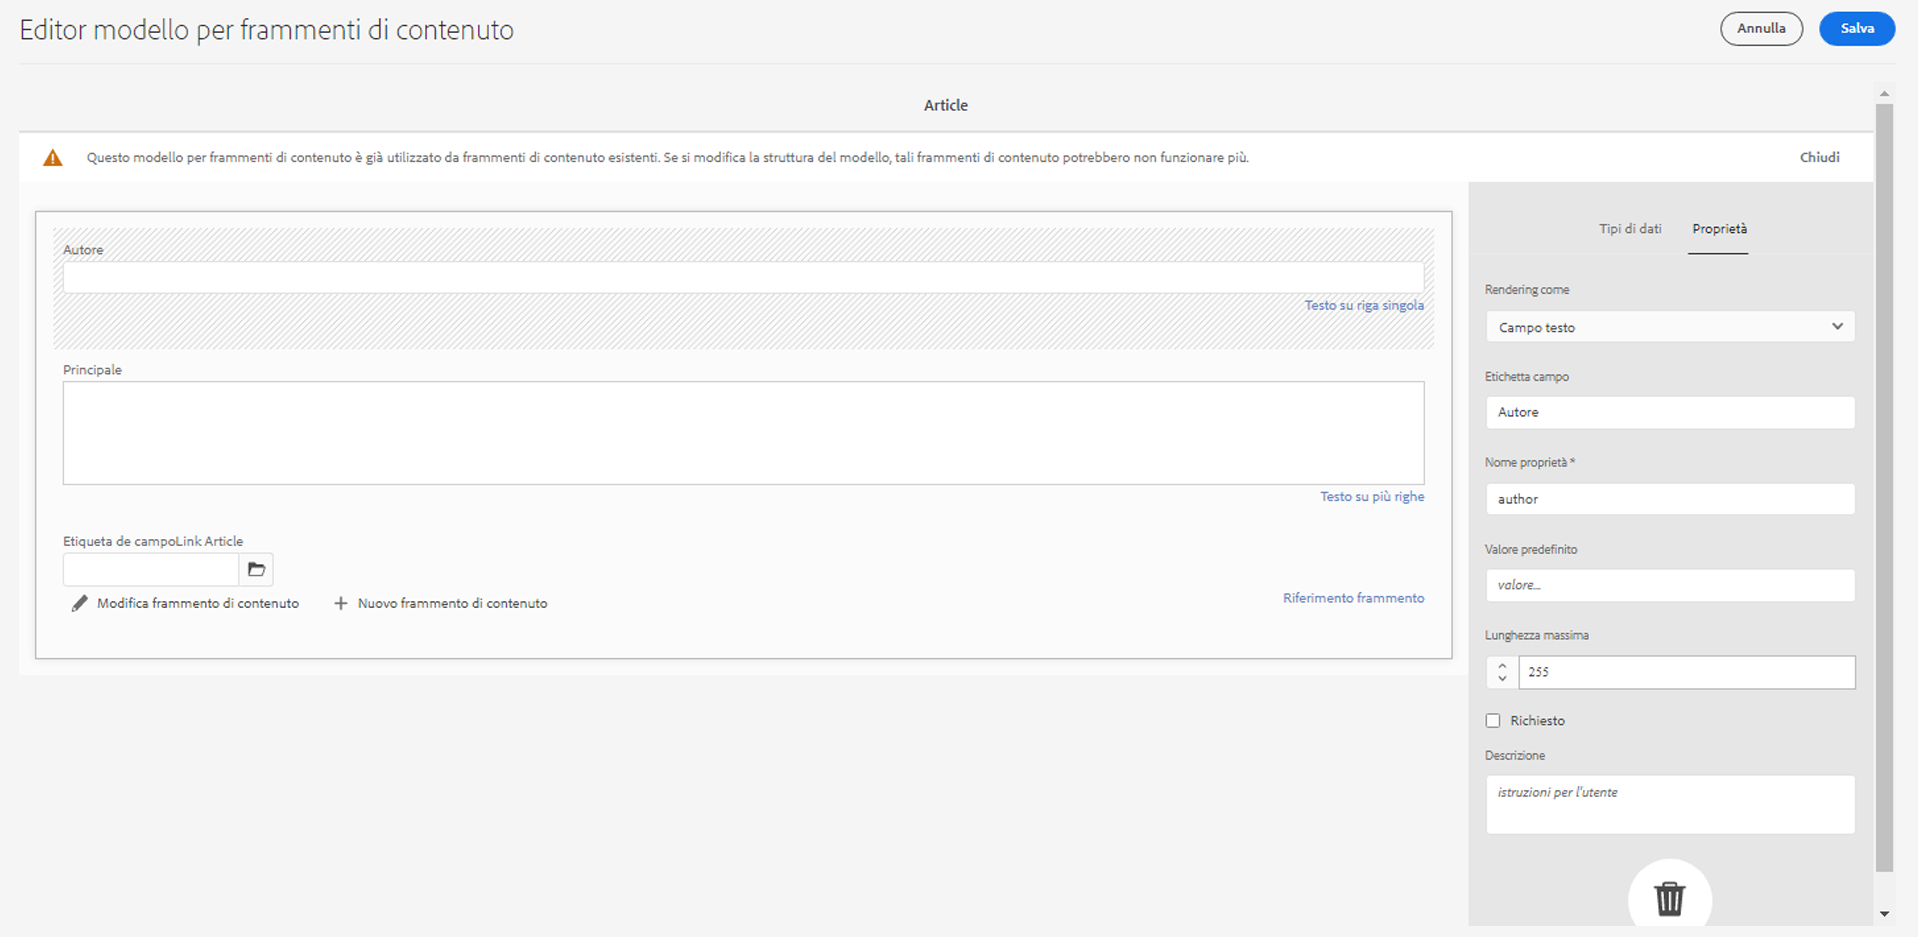 Editor modello per frammenti di contenuto
Annulla
Salva
Article
Questo modello per frammenti di contenuto è già utilizzato da frammenti di contenuto esistenti. Se si modifica la struttura del modello, tali frammenti di contenuto potrebbero non funzionare più.
Chiudi
Autore
Testo su riga singola
Principale
Testo su più righe
Etiqueta de campoLink Article
Modifica frammento di contenuto
Nuovo frammento di contenuto
Riferimento frammento
Tipi di dati
Proprietà
Rendering come
Campo testo
Etichetta campo
Autore
Nome proprietà *
author
Valore predefinito
valore...
Lunghezza massima
255
Richiesto
Descrizione
istruzioni per l'utente